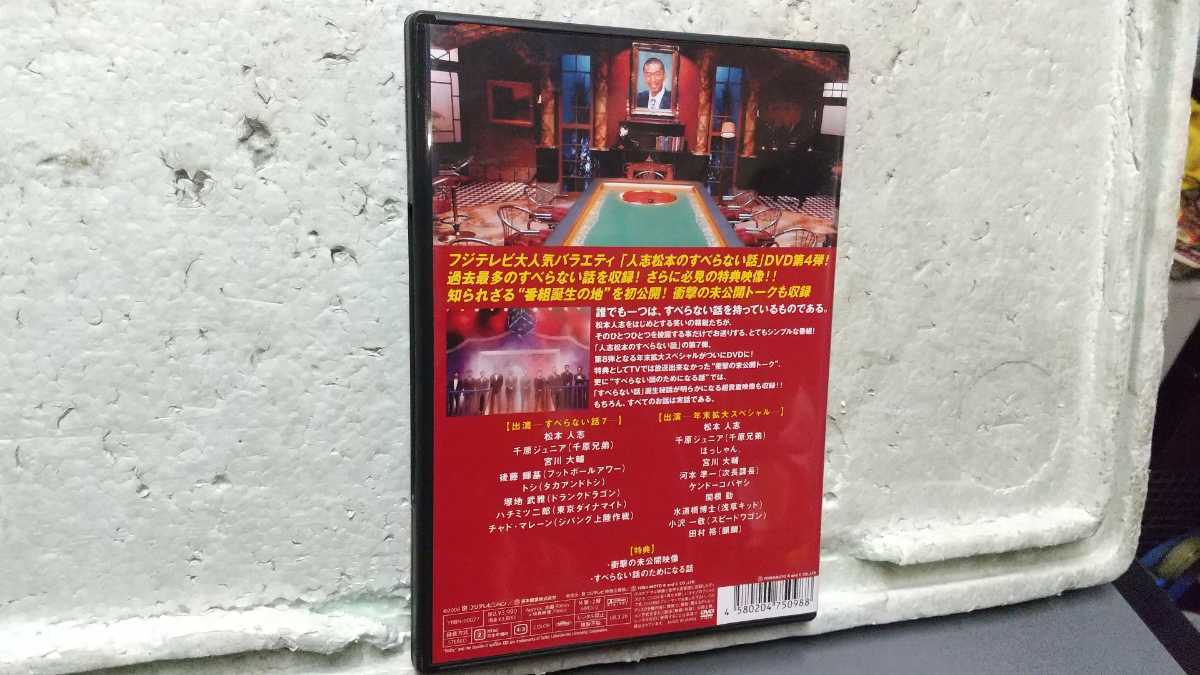 フジテレビ大人気バラエティ「人志松本のすべらない話」DVD第4弾!
過去最多のすべらない話を収録!さらに必見の特典映像!!
知られざる“番組誕生の地”を初公開!衝撃の未公開トークも収録
誰でも一つは、すべらない話を持っているものである。
松本人志をはじめとする笑いの精鋭たちが、
そのひとつひとつを披露する事だけでお送りする、とてもシンプルな番組!
「人志松本のすべらない話」の第7弾、
第8弾となる年末拡大スペシャルがついにDVDに!
特典としてTVでは放送出来なかった“衝撃の未公開トーク”、
更に“すべらない話のためになる話”では、
「すべらない話」誕生秘話が明らかになる超貴重映像も収録!!
もちろん、すべてのお話は実話である。
【出演―すべらない話7―】
松本 人志
千原ジュニア(千原兄弟)
宮川 大輔
後藤 輝基(フットボールアワー)
トシ(タカアンドトシ)
塚地 武雅(ドランクドラゴン)
ハチミツ二郎(東京ダイナマイト)
チャド・マレーン(ジパング上陸作戦)
【出演―年末拡大スペシャル―】
松本 人志
千原ジュニア(千原兄弟)
ほっしゃん。
宮川 大輔
河本 準一(次長課長)
ケンドーコバヤシ
関根 勤
水道橋博士(浅草キッド)
小沢 一敬(スピードワゴン)
田村 裕(麒麟)
【特典】
・衝撃の未公開映像
・すべらない話のためになる話
COLOR
4:3
4 580204 750988
DVD